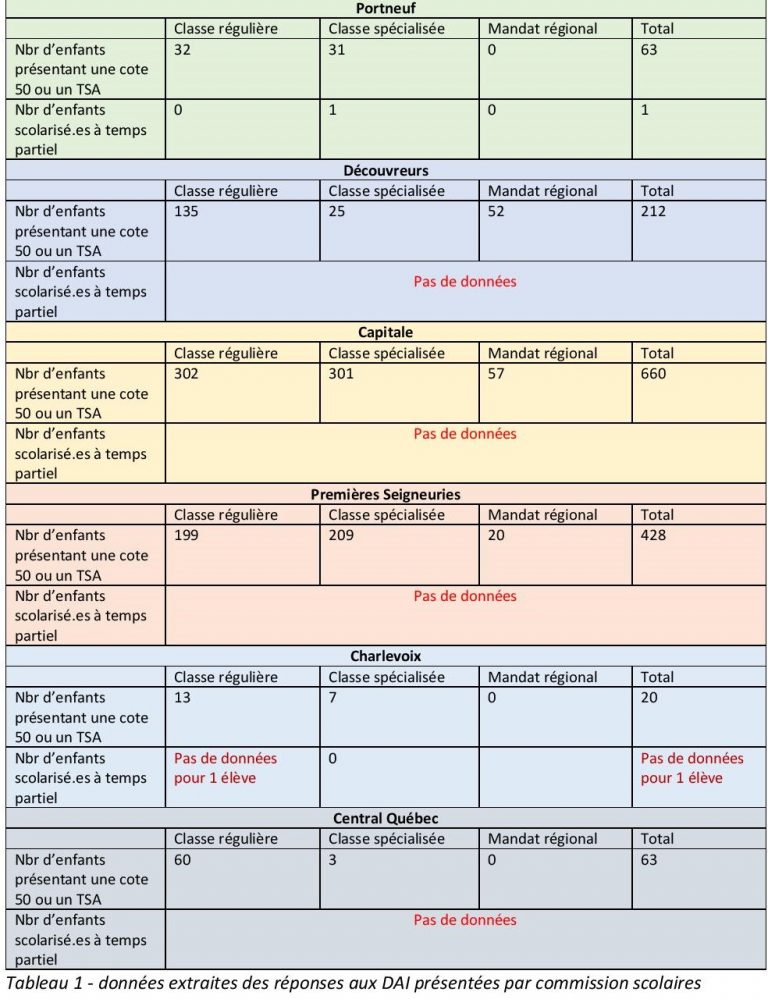 Portneuf
Classe régulière Classe spécialisée Mandat régional Total
Nbr d’enfants 32 31 0 63
présentant une cote
50 ou un TSA
Nbr d’enfants 0 1 0 1
scolarisé.es à temps
partiel
Découvreurs
Classe régulière Classe spécialisée Mandat régional Total
Nbr d’enfants 135 25 52 212
présentant une cote
50 ou un TSA
Nbr d’enfants Pas de données
scolarisé.es à temps
partiel
Capitale
Classe régulière Classe spécialisée Mandat régional Total
Nbr d’enfants 302 301 57 660
présentant une cote
50 ou un TSA
Nbr d’enfants Pas de données
scolarisé.es à temps
partiel
Premières Seigneuries
Classe régulière Classe spécialisée Mandat régional Total
Nbr d’enfants 199 209 20 428
présentant une cote
50 ou un TSA
Nbr d’enfants Pas de données
scolarisé.es à temps
partiel
Charlevoix
Classe régulière Classe spécialisée Mandat régional Total
Nbr d’enfants 13 7 0 20
présentant une cote
50 ou un TSA
Nbr d’enfants Pas de données 0 Pas de données
scolarisé.es à temps pour 1 élève pour 1 élève
partiel
Central Québec
Classe régulière Classe spécialisée Mandat régional Total
Nbr d’enfants 60 3 0 63
présentant une cote
50 ou un TSA
Nbr d’enfants Pas de données
scolarisé.es à temps
partiel
Tableau 1 - données extraites des réponses aux DAI présentées par commission scolaires